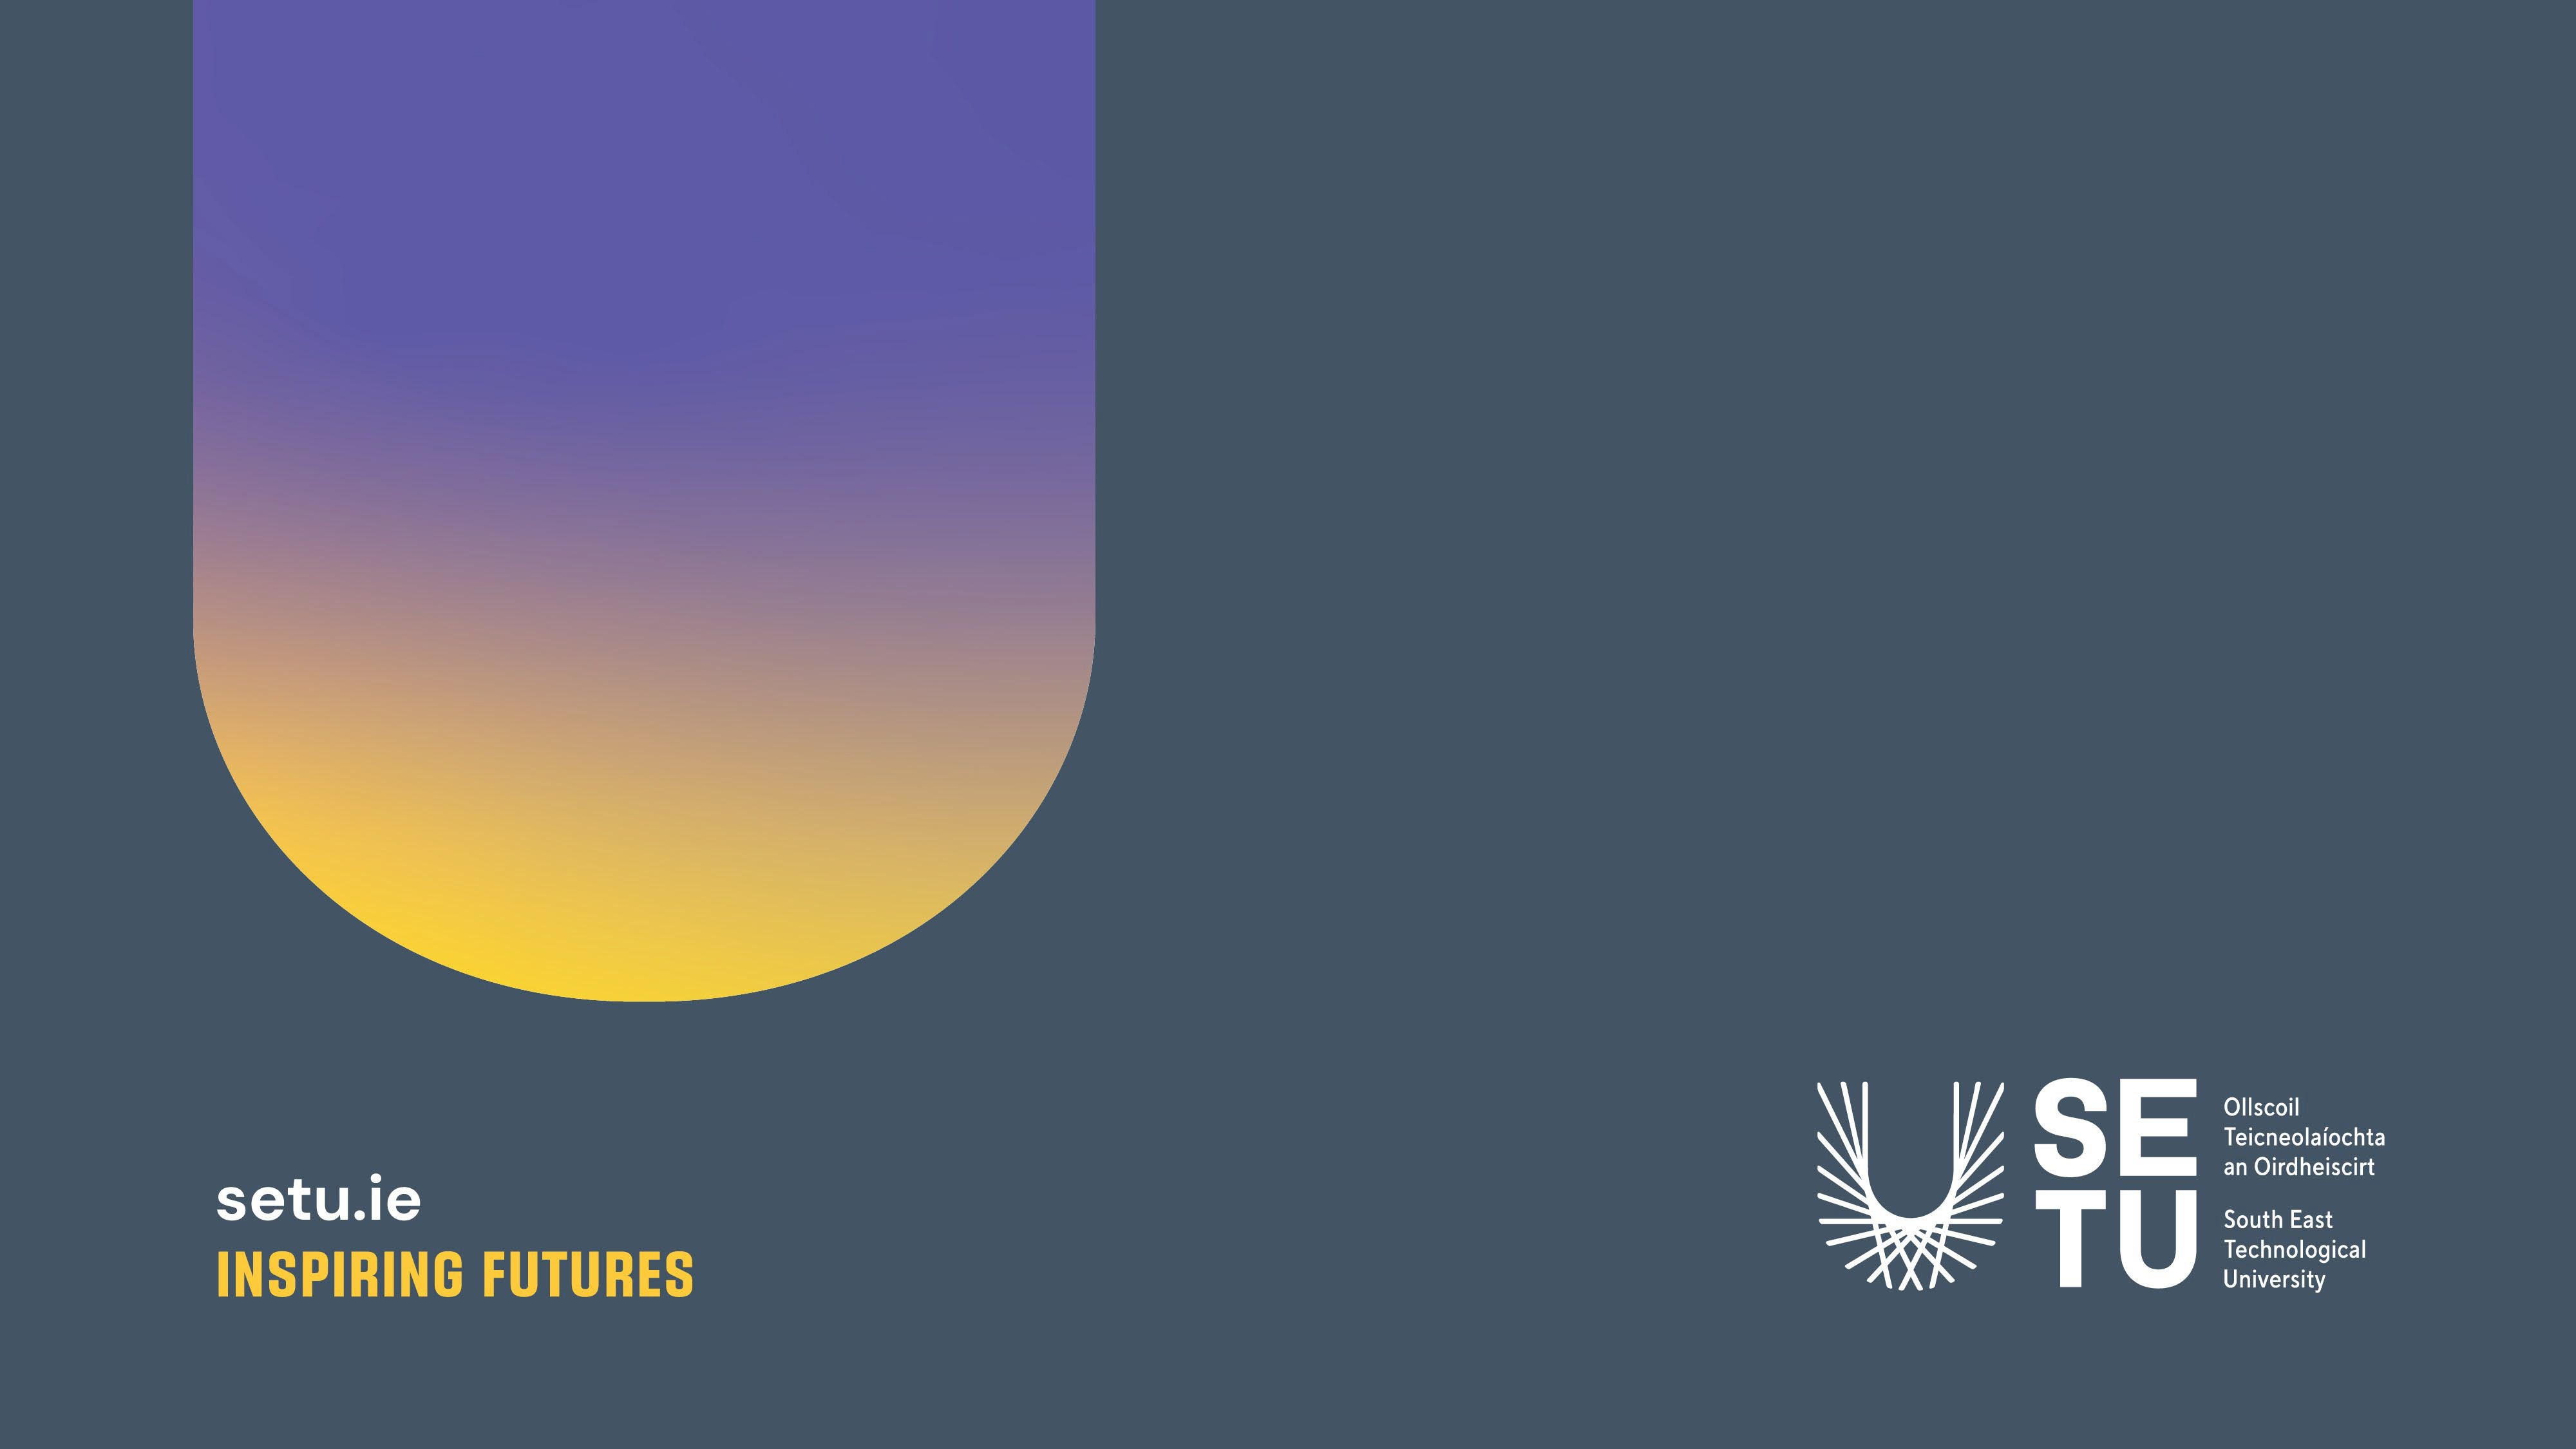 setu.ie
INSPIRING FUTURES
SE
TU
Ollscoil
Teicneolaíochta
an Oirdheiscirt
South East
Technological
University